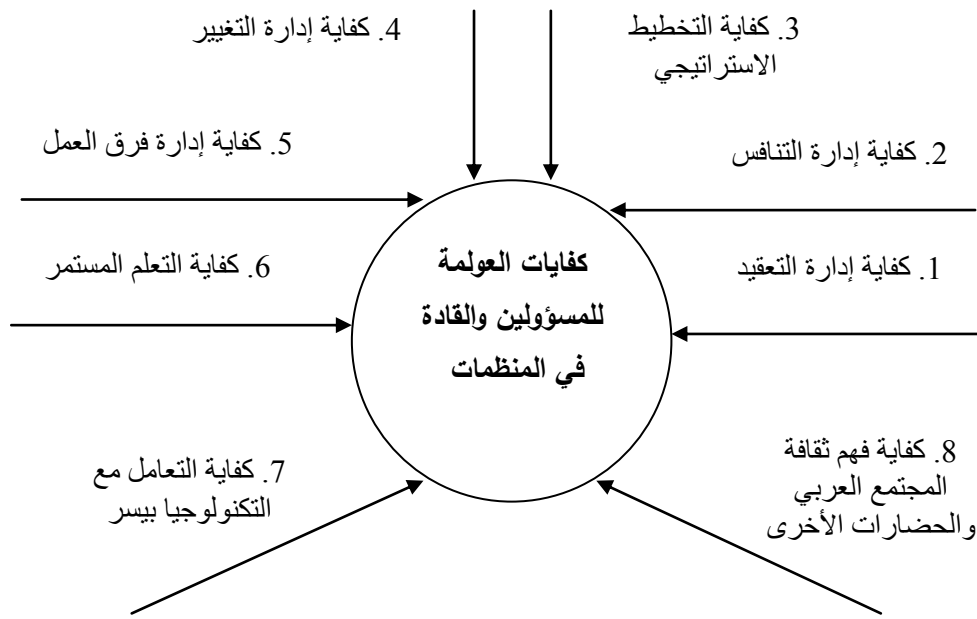 4. كفاية إدارة التغيير
3. كفاية التخطيط
الاستراتيجي
5. كفاية إدارة فرق العمل
2. كفاية إدارة التنافس
كفايات العولمة
للمسؤولين والقادة
في المنظمات
6. كفاية التعلم المستمر
1. كفاية إدارة التعقيد
7. كفاية التعامل مع
التكنولوجيا بيسر
8. كفاية فهم ثقافة
المجتمع العربي
والحضارات الأخرى